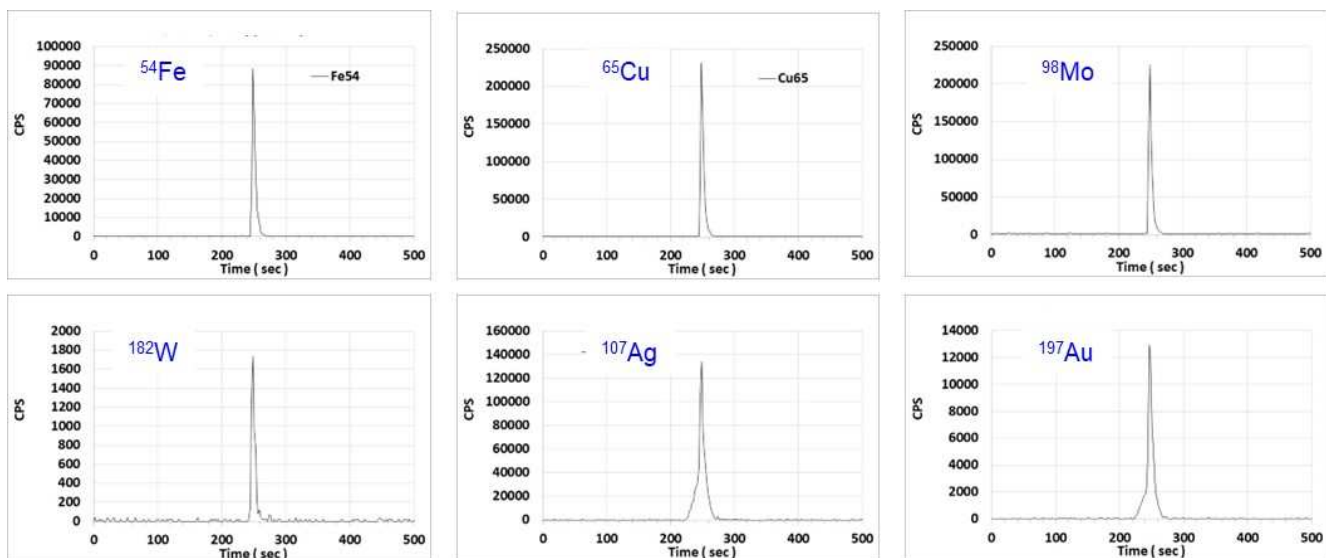 100000
90000
80000
70000
60000
50000
40000
30000
20000
10000
0
CPS
⁵⁴Fe
Fe54
0 100 200 300 400 500
Time ( sec )
250000
200000
150000
100000
50000
0
CPS
⁶⁵Cu
Cu65
0 100 200 300 400 500
Time ( sec )
250000
200000
150000
100000
50000
0
CPS
⁹⁸Mo
0 100 200 300 400 500
Time ( sec )
2000
1800
1600
1400
1200
1000
800
600
400
200
0
CPS
¹⁸²W
0 100 200 300 400 500
Time ( sec )
160000
140000
120000
100000
80000
60000
40000
20000
0
CPS
¹⁰⁷Ag
0 100 200 300 400 500
Time ( sec )
14000
12000
10000
8000
6000
4000
2000
0
CPS
¹⁹⁷Au
0 100 200 300 400 500
Time ( sec )